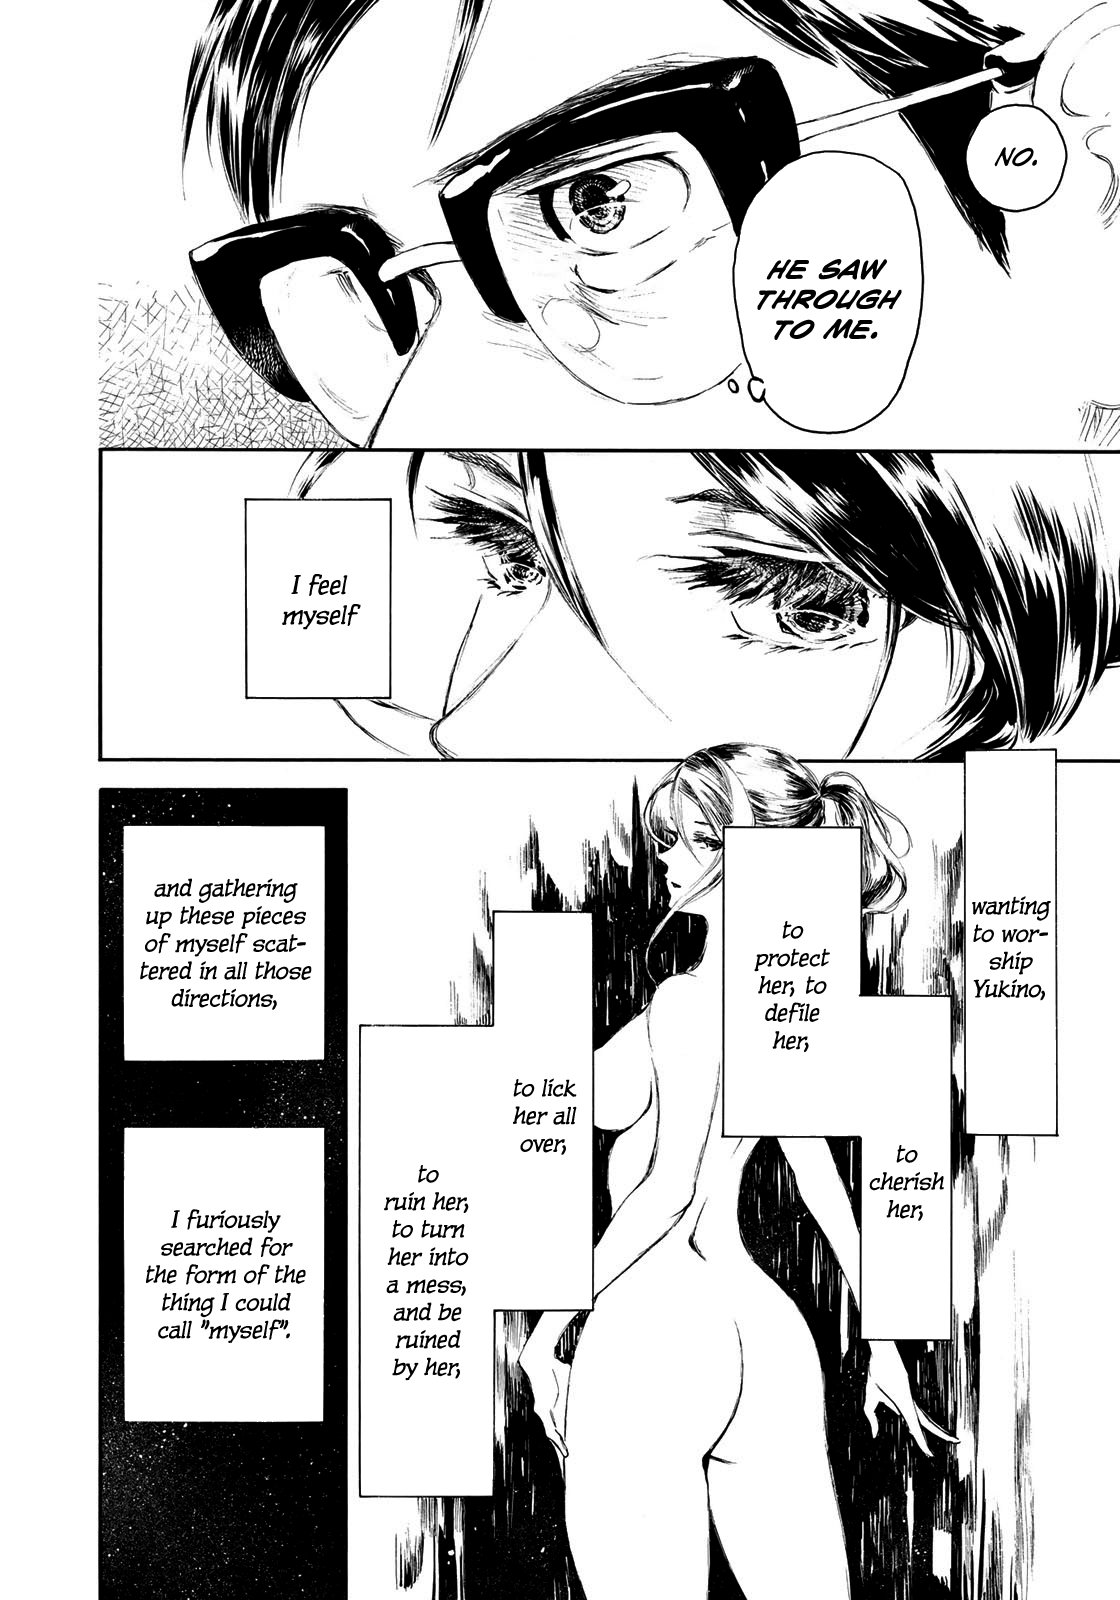 NO.
HE SAW
THROUGH
TO ME.
I feel
myself
wanting
to wor-
ship
Yukino,
to
cherish
her,
to
protect
her, to
defile
her,
to lick
her all
over,
to
ruin her,
to turn
her into
a mess,
and be
ruined
by her,
and gathering
up these pieces
of myself scat-
tered in all those
directions,
I furiously
searched for
the form of the
thing I could
call "myself".